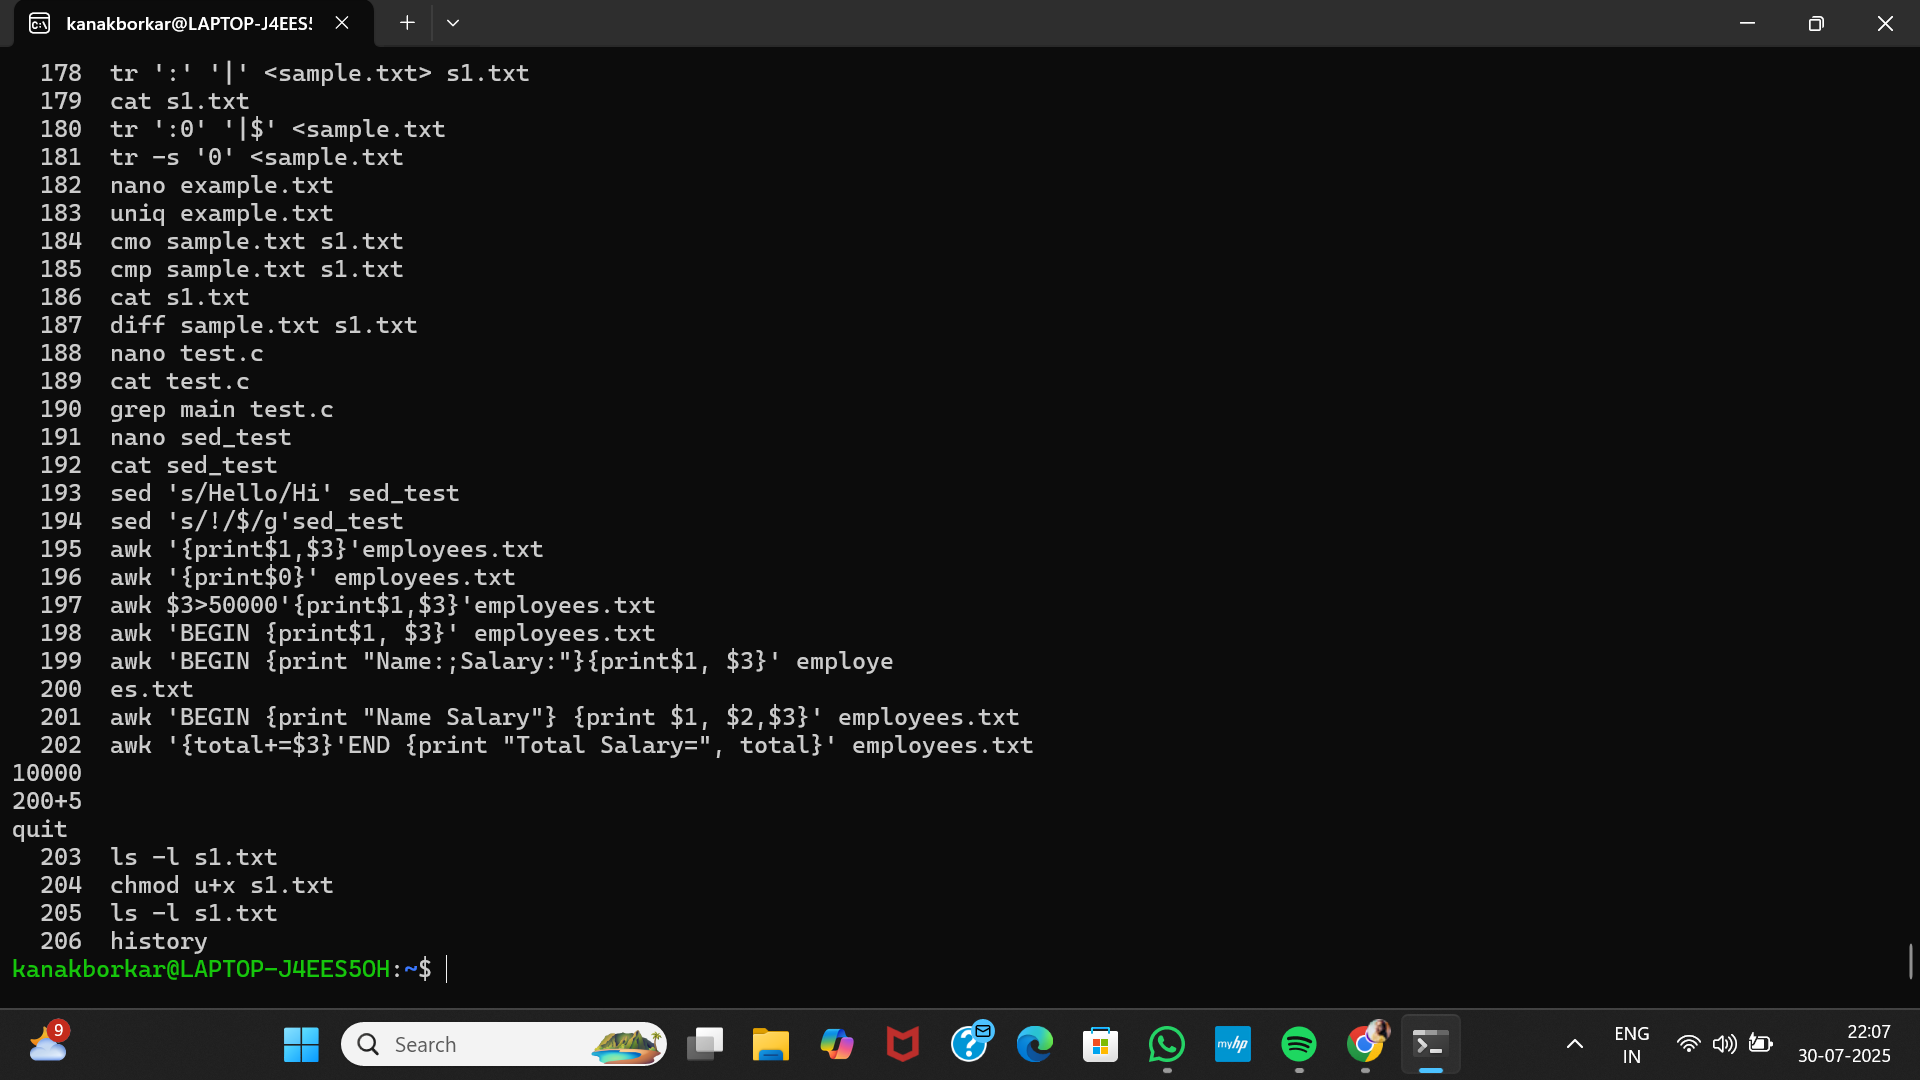 kanakborkar@LAPTOP-J4EES!
178 tr ':' '|' <sample.txt> s1.txt
179 cat s1.txt
180 tr ':0' '|$' <sample.txt
181 tr -s '0' <sample.txt
182 nano example.txt
183 uniq example.txt
184 cmo sample.txt s1.txt
185 cmp sample.txt s1.txt
186 cat s1.txt
187 diff sample.txt s1.txt
188 nano test.c
189 cat test.c
190 grep main test.c
191 nano sed_test
192 cat sed_test
193 sed 's/Hello/Hi' sed_test
194 sed 's/!/$/g'sed_test
195 awk '{print$1,$3}'employees.txt
196 awk '{print$0}' employees.txt
197 awk $3>50000'{print$1,$3}'employees.txt
198 awk 'BEGIN {print$1, $3}' employees.txt
199 awk 'BEGIN {print "Name:;Salary:"}{print$1, $3}' employe
200 es.txt
201 awk 'BEGIN {print "Name Salary"} {print $1, $2,$3}' employees.txt
202 awk '{total+=$3}'END {print "Total Salary=", total}' employees.txt
10000
200+5
quit
203 ls -l s1.txt
204 chmod u+x s1.txt
205 ls -l s1.txt
206 history
kanakborkar@LAPTOP-J4EES5OH:~$
9
Search
myhp
ENG
IN
22:07
30-07-2025